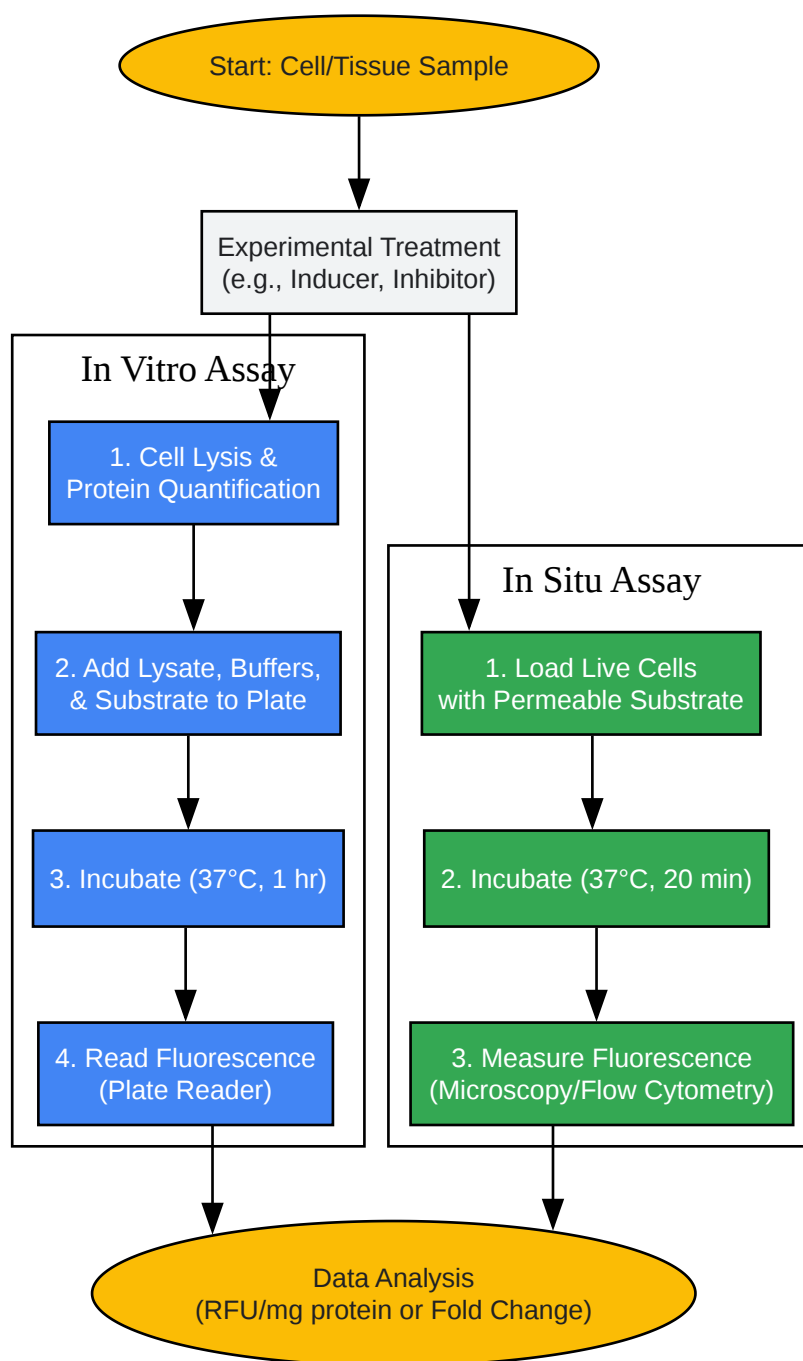 Start: Cell/Tissue Sample
Experimental Treatment
(e.g., Inducer, Inhibitor)
In Vitro Assay
1. Cell Lysis &
Protein Quantification
2. Add Lysate, Buffers,
& Substrate to Plate
3. Incubate (37°C, 1 hr)
4. Read Fluorescence
(Plate Reader)
In Situ Assay
1. Load Live Cells
with Permeable Substrate
2. Incubate (37°C, 20 min)
3. Measure Fluorescence
(Microscopy/Flow Cytometry)
Data Analysis
(RFU/mg protein or Fold Change)